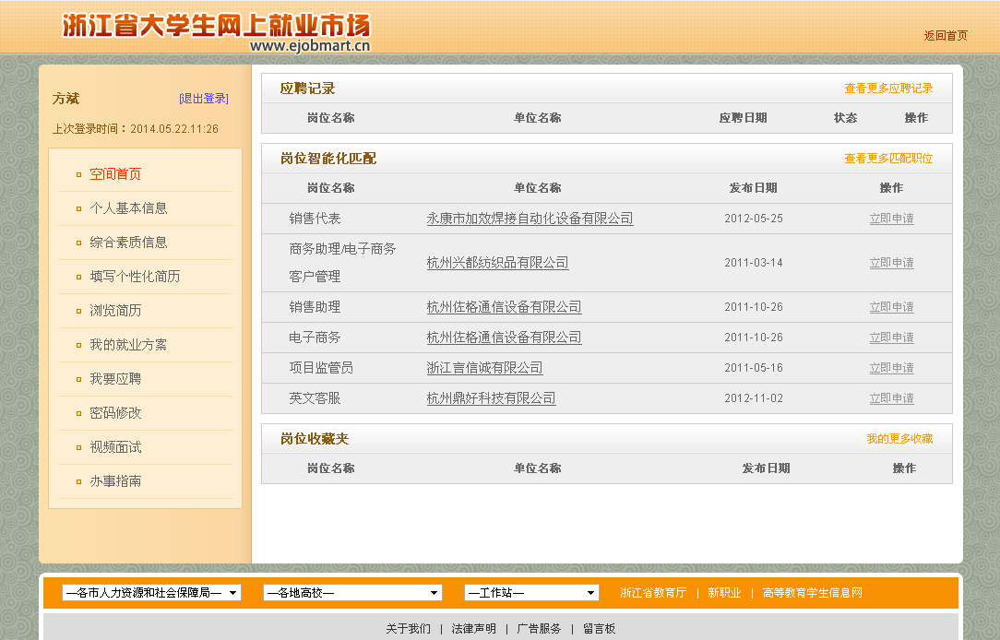 浙江省大学生网上就业市场
www.ejobmart.cn
返回首页
方斌 [退出登录]
上次登录时间：2014.05.22.11:26
空间首页
个人基本信息
综合素质信息
填写个性化简历
浏览简历
我的就业方案
我要应聘
密码修改
视频面试
办事指南
应聘记录 查看更多应聘记录
岗位名称 单位名称 应聘日期 状态 操作
岗位智能化匹配 查看更多匹配职位
岗位名称 单位名称 发布日期 操作
销售代表 永康市加效焊接自动化设备有限公司 2012-05-25 立即申请
商务助理/电子商务
客户管理 杭州兴都纺织品有限公司 2011-03-14 立即申请
销售助理 杭州佐格通信设备有限公司 2011-10-26 立即申请
电子商务 杭州佐格通信设备有限公司 2011-10-26 立即申请
项目监管员 浙江言信诚有限公司 2011-05-16 立即申请
英文客服 杭州鼎好科技有限公司 2012-11-02 立即申请
岗位收藏夹 我的更多收藏
岗位名称 单位名称 发布日期 操作
—各市人力资源和社会保障局— —各地高校— —工作站— 浙江省教育厅 | 新职业 | 高等教育学生信息网
关于我们 | 法律声明 | 广告服务 | 留言板